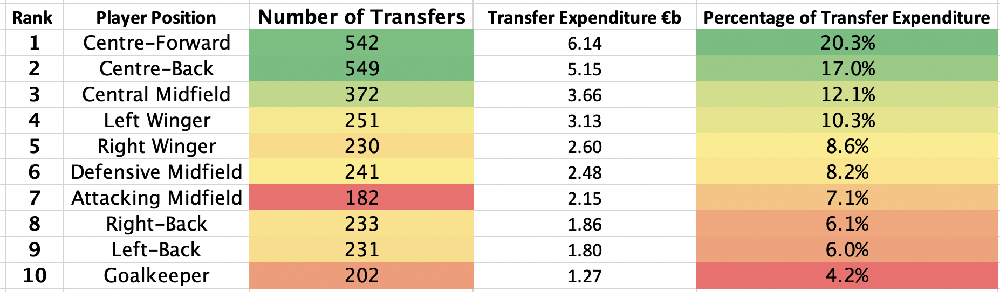 Rank Player Position Number of Transfers Transfer Expenditure €b Percentage of Transfer Expenditure
1 Centre-Forward 542 6.14 20.3%
2 Centre-Back 549 5.15 17.0%
3 Central Midfield 372 3.66 12.1%
4 Left Winger 251 3.13 10.3%
5 Right Winger 230 2.60 8.6%
6 Defensive Midfield 241 2.48 8.2%
7 Attacking Midfield 182 2.15 7.1%
8 Right-Back 233 1.86 6.1%
9 Left-Back 231 1.80 6.0%
10 Goalkeeper 202 1.27 4.2%